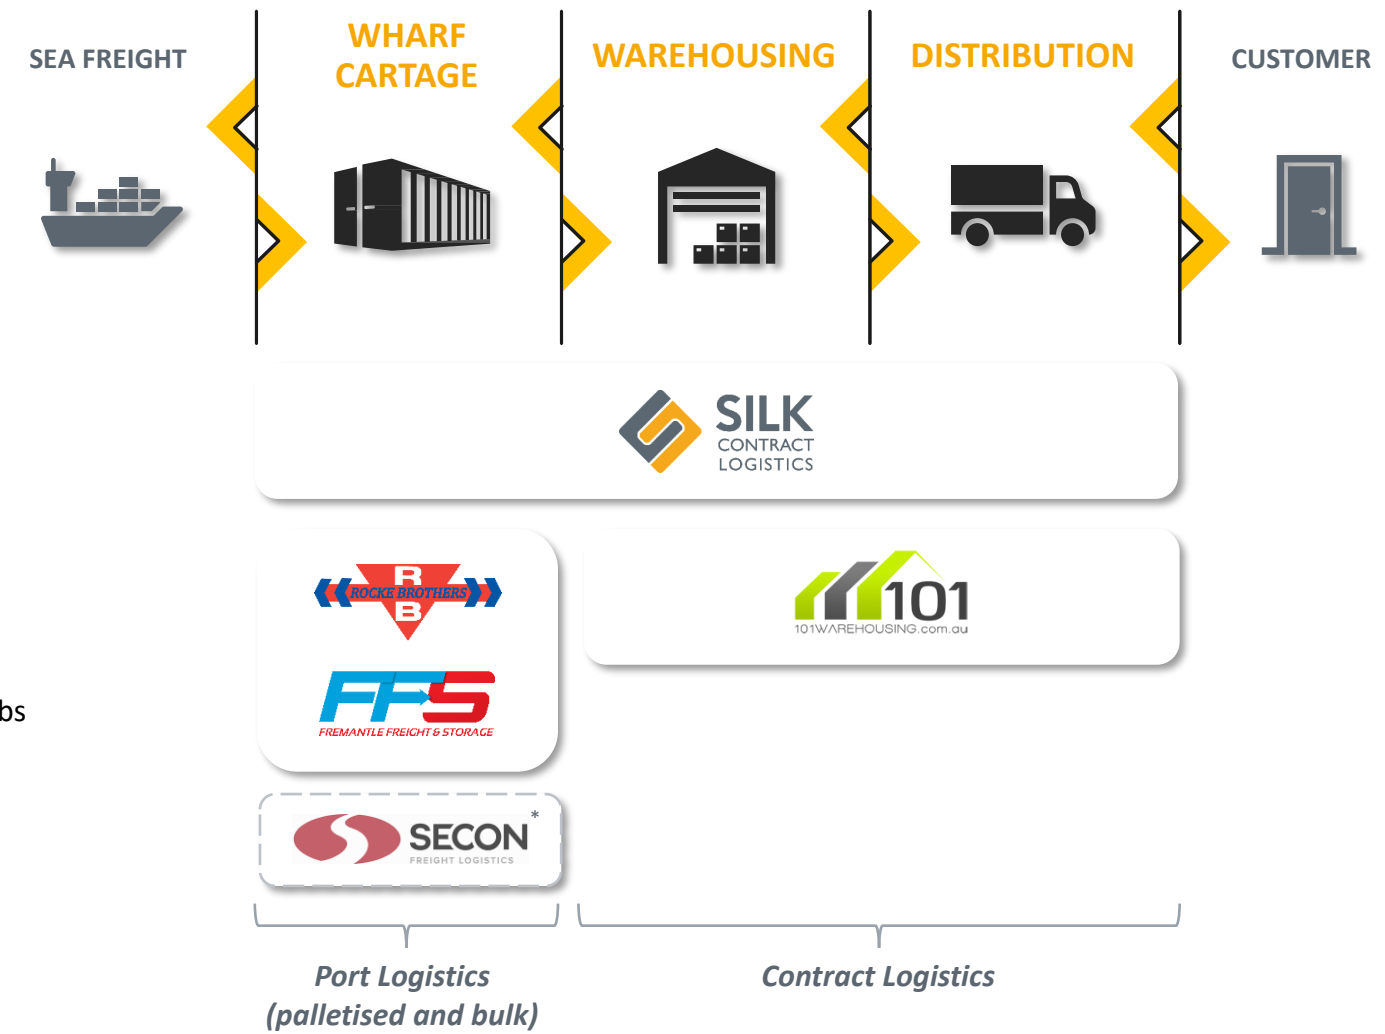 SEA FREIGHT
WHARF
CARTAGE
WAREHOUSING
DISTRIBUTION
CUSTOMER
SILK
CONTRACT
LOGISTICS
R
ROCKE BROTHERS
B
101
101WAREHOUSING.com.au
FFS
FREMANTLE FREIGHT & STORAGE
bs
SECON*
FREIGHT LOGISTICS
Port Logistics
(palletised and bulk)
Contract Logistics